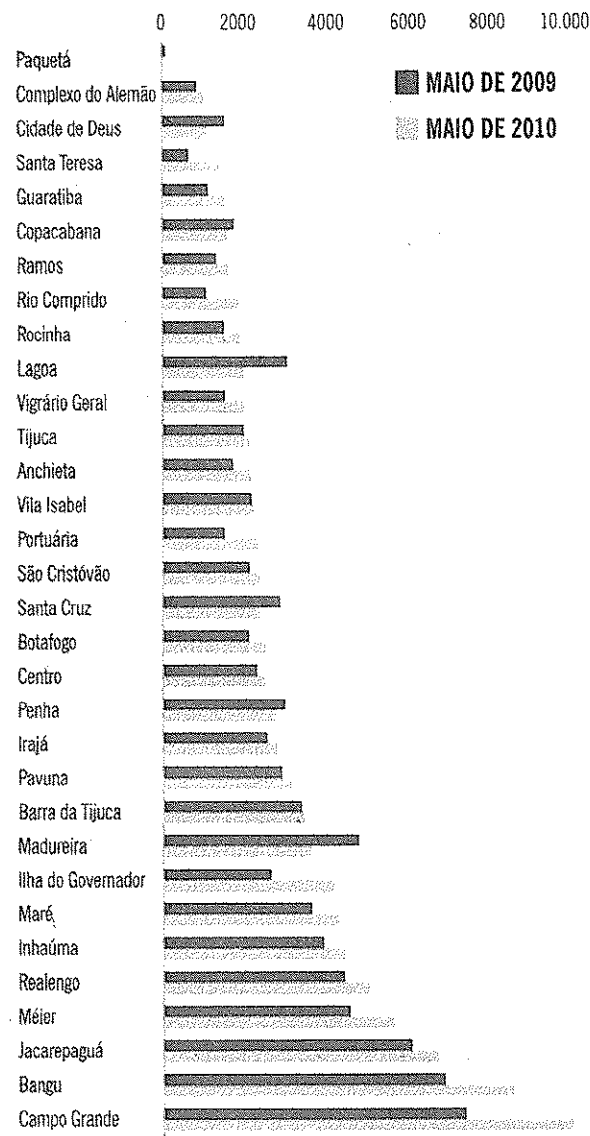 0 2000 4000 6000 8000 10.000
MAIO DE 2009
MAIO DE 2010
Paquetá
Complexo do Alemão
Cidade de Deus
Santa Teresa
Guaratiba
Copacabana
Ramos
Rio Comprido
Rocinha
Lagoa
Vigrário Geral
Tijuca
Anchieta
Vila Isabel
Portuária
São Cristóvão
Santa Cruz
Botafogo
Centro
Penha
Irajá
Pavuna
Barra da Tijuca
Madureira
Ilha do Governador
Maré
Inhaúma
Realengo
Méier
Jacarepaguá
Bangu
Campo Grande